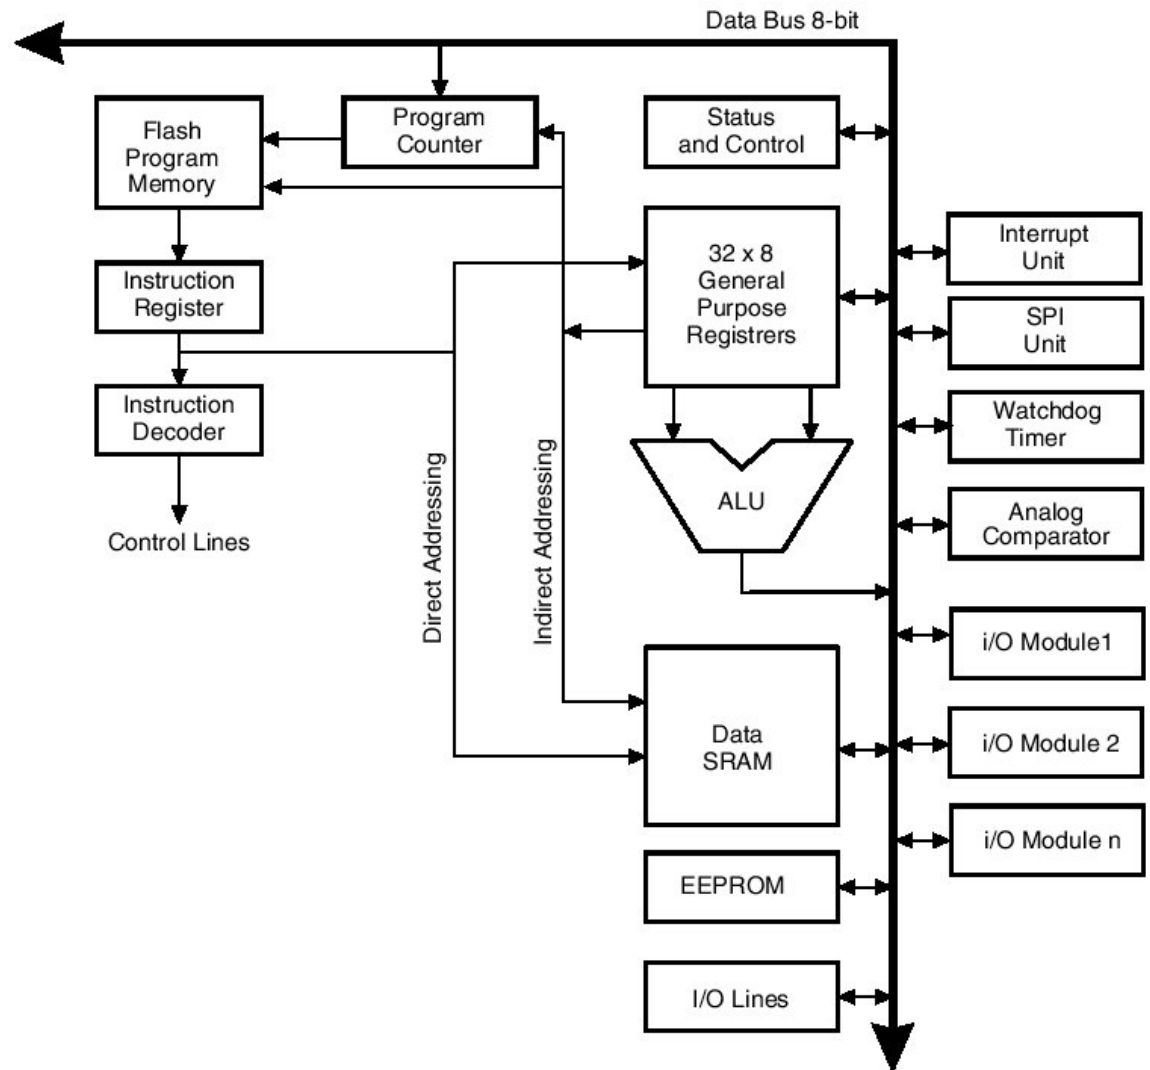 Data Bus 8-bit
Flash
Program
Memory
Program
Counter
Status
and Control
32 x 8
General
Purpose
Registrers
Interrupt
Unit
Instruction
Register
SPI
Unit
Instruction
Decoder
Watchdog
Timer
Control Lines
Direct Addressing
Indirect Addressing
ALU
Analog
Comparator
i/O Module1
Data
SRAM
i/O Module 2
i/O Module n
EEPROM
I/O Lines